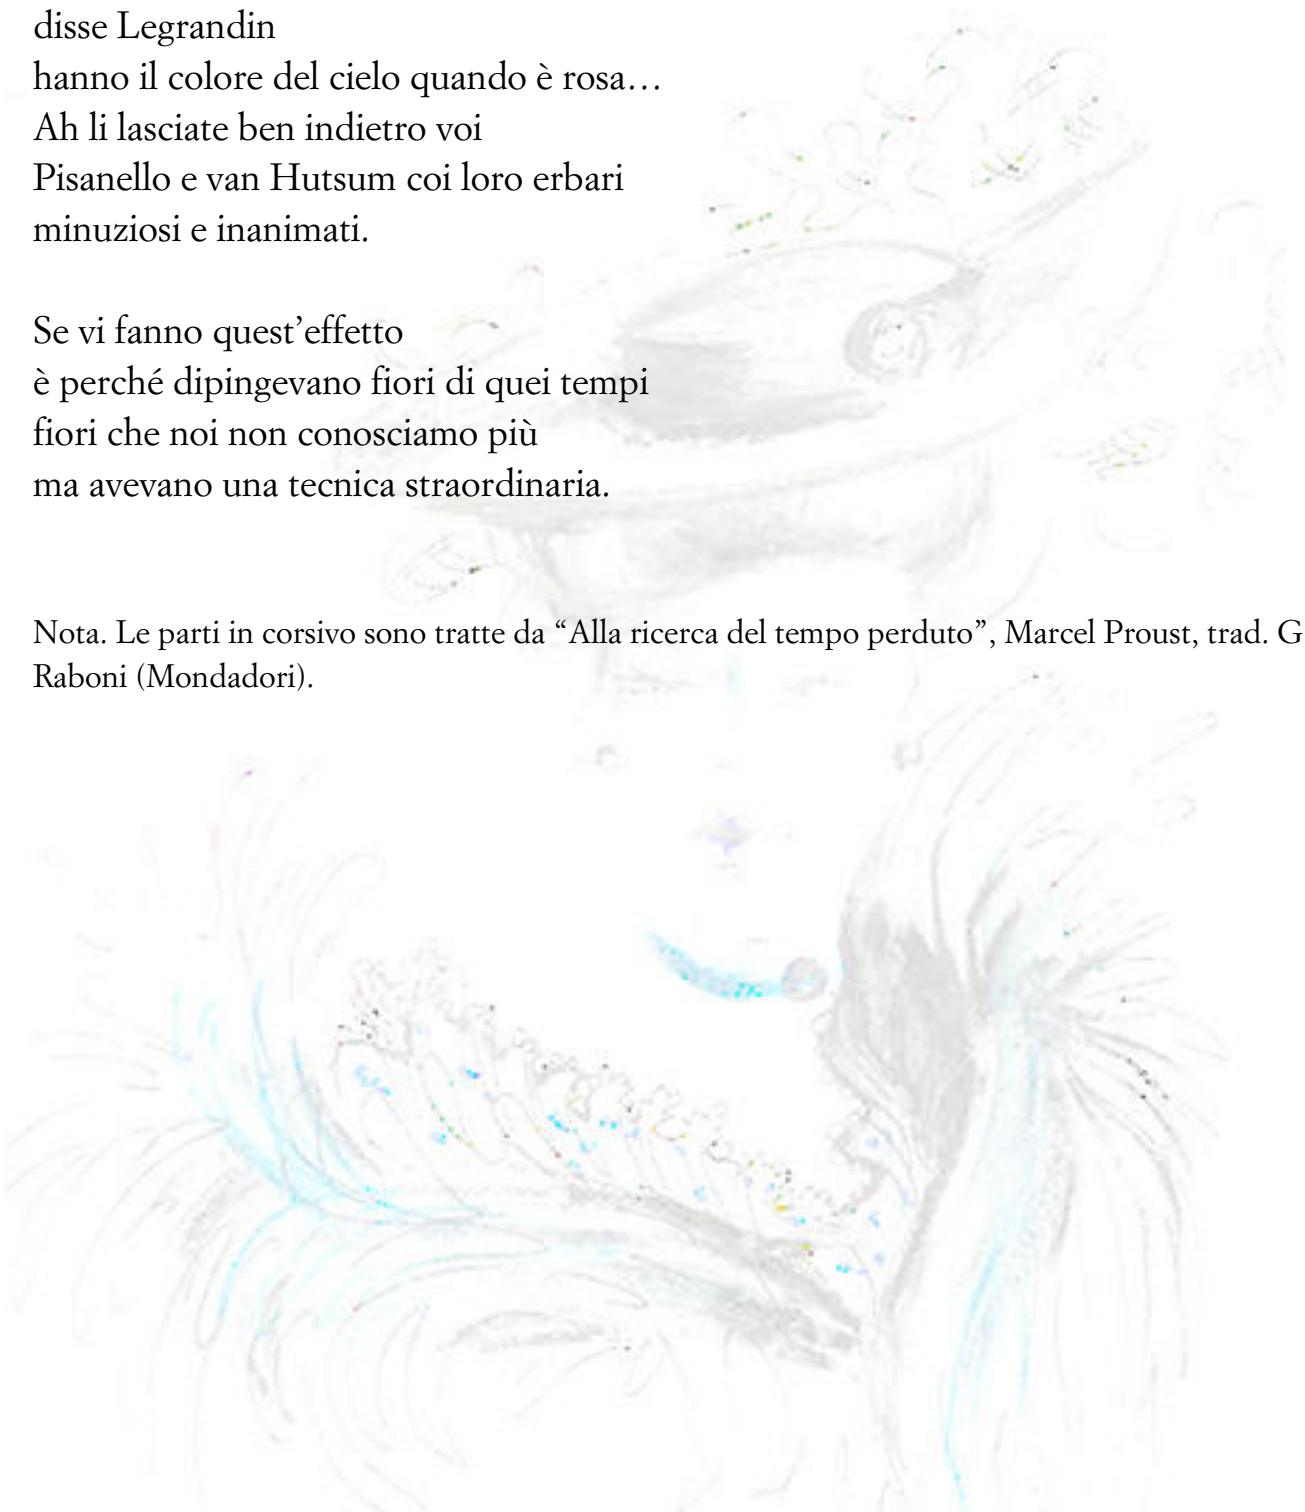 disse Legrandin
hanno il colore del cielo quando è rosa…
Ah li lasciate ben indietro voi
Pisanello e van Hutsum coi loro erbari
minuziosi e inanimati.
Se vi fanno quest’effetto
è perché dipingevano fiori di quei tempi
fiori che noi non conosciamo più
ma avevano una tecnica straordinaria.
Nota. Le parti in corsivo sono tratte da “Alla ricerca del tempo perduto”, Marcel Proust, trad. G
Raboni (Mondadori).